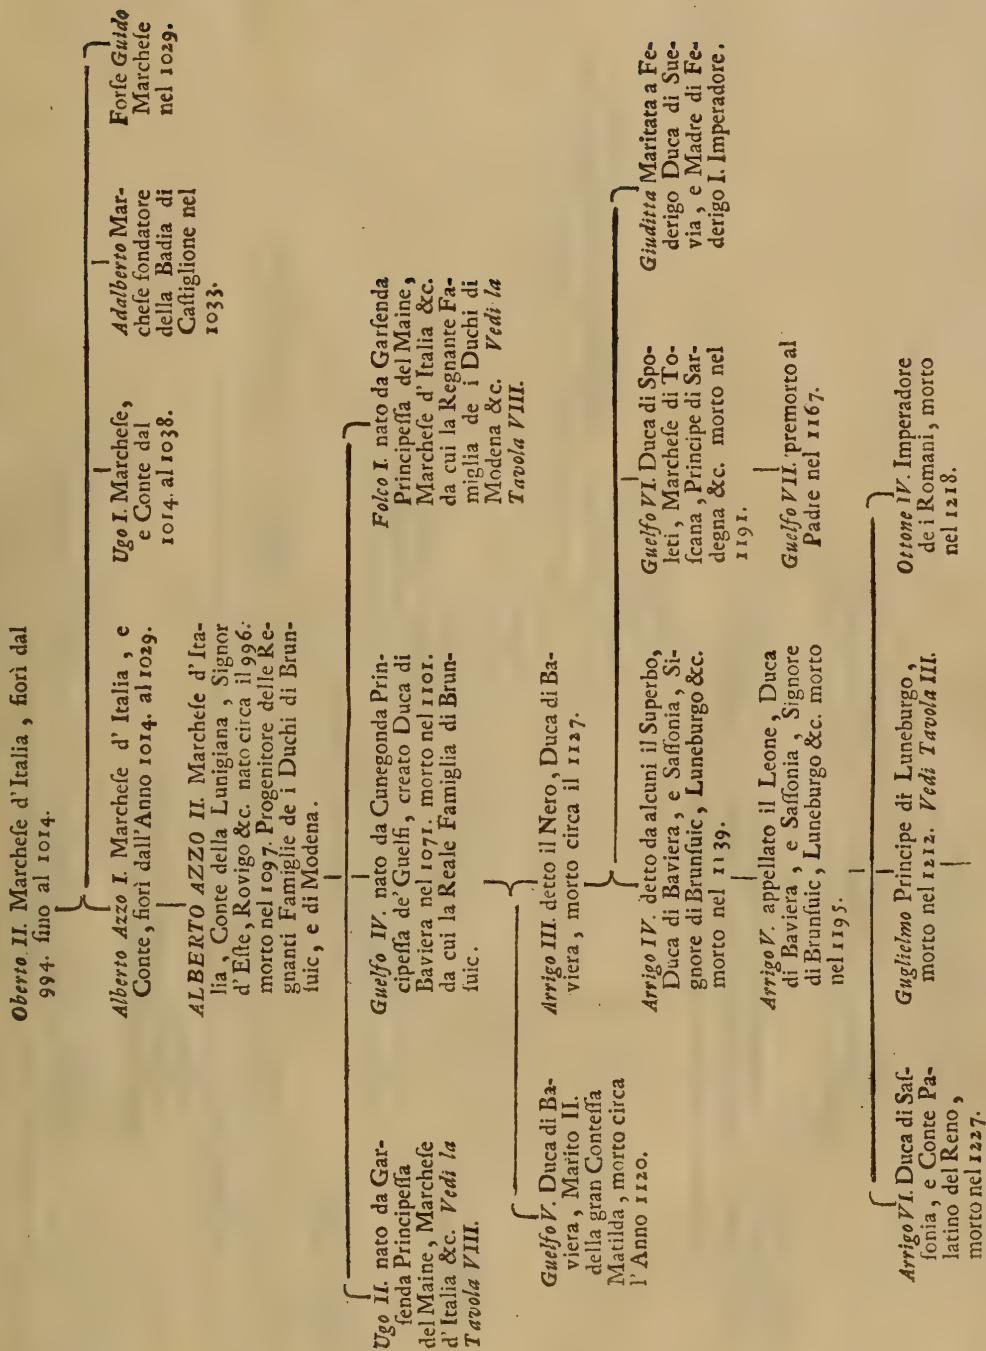 Oberto II. Marcheſe d'Italia, fiorì dal
994. ſino al 1014.
Alberto Azzo I. Marcheſe d' Italia, e
Conte, fiorì dall'Anno 1014. al 1029.
Ugo I. Marcheſe,
e Conte dal
1014. al 1038.
Adalberto Mar-
cheſe fondatore
della Badia di
Caſtiglione nel
1033.
Forſe Guido
Marcheſe
nel 1029.
ALBERTO AZZO II. Marcheſe d' Ita-
lia, Conte della Lunigiana, Signor
d'Eſte, Rovigo &c. nato circa il 996.
morto nel 1097. Progenitore delle Re-
gnanti Famiglie de i Duchi di Brun-
ſuic, e di Modena.
Ugo II. nato da Gar-
ſenda Principeſſa
del Maine, Marcheſe
d' Italia &c. Vedi la
Tavola VIII.
Guelfo IV. nato da Cunegonda Prin-
cipeſſa de' Guelfi, creato Duca di
Baviera nel 1071. morto nel 1101.
da cui la Reale Famiglia di Brun-
ſuic.
Folco I. nato da Garſenda
Principeſſa del Maine,
Marcheſe d' Italia &c.
da cui la Regnante Fa-
miglia de i Duchi di
Modena &c. Vedi la
Tavola VIII.
Guelfo V. Duca di Ba-
viera, Marito II.
della gran Conteſſa
Matilda, morto circa
l' Anno 1120.
Arrigo III. detto il Nero, Duca di Ba-
viera, morto circa il 1127.
Arrigo IV. detto da alcuni il Superbo,
Duca di Baviera, e Saſſonia, Si-
gnore di Brunſuic, Luneburgo &c.
morto nel 1139.
Guelfo VI. Duca di Spo-
leti, Marcheſe di To-
ſcana, Principe di Sar-
degna &c. morto nel
1191.
Giuditta Maritata a Fe-
derigo Duca di Sue-
via, e Madre di Fe-
derigo I. Imperadore.
Arrigo V. appellato il Leone, Duca
di Baviera, e Saſſonia, Signore
di Brunſuic, Luneburgo &c. morto
nel 1195.
Guelfo VII. premorto al
Padre nel 1167.
Arrigo VI. Duca di Saſ-
ſonia, e Conte Pa-
latino del Reno,
morto nel 1227.
Guglielmo Principe di Luneburgo,
morto nel 1212. Vedi Tavola III.
Ottone IV. Imperadore
de i Romani, morto
nel 1218.